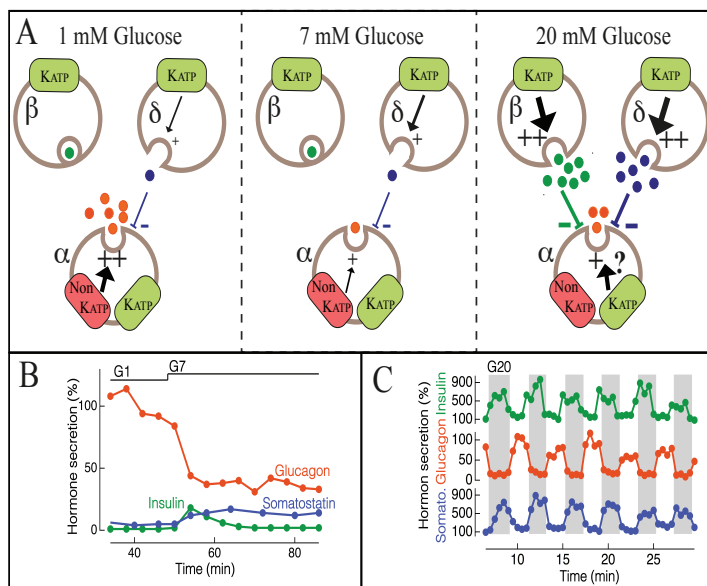 A
1 mM Glucose
7 mM Glucose
20 mM Glucose
KATP
KATP
KATP
KATP
KATP
KATP
β
δ
β
δ
β
δ
+
+
++
++
-
-
-
-
α
++
α
+
α
+ ?
Non
KATP
KATP
Non
KATP
KATP
Non
KATP
KATP
B
G1
G7
Horrmone secretion (%)
100
50
0
Glucagon
Insulin
Somatostatin
40
60
80
Time (min)
C
G20
Hormon secretion (%)
Somato. Glucagon Insulin
900
500
100
100
50
0
900
500
100
10
15
20
25
Time (min)